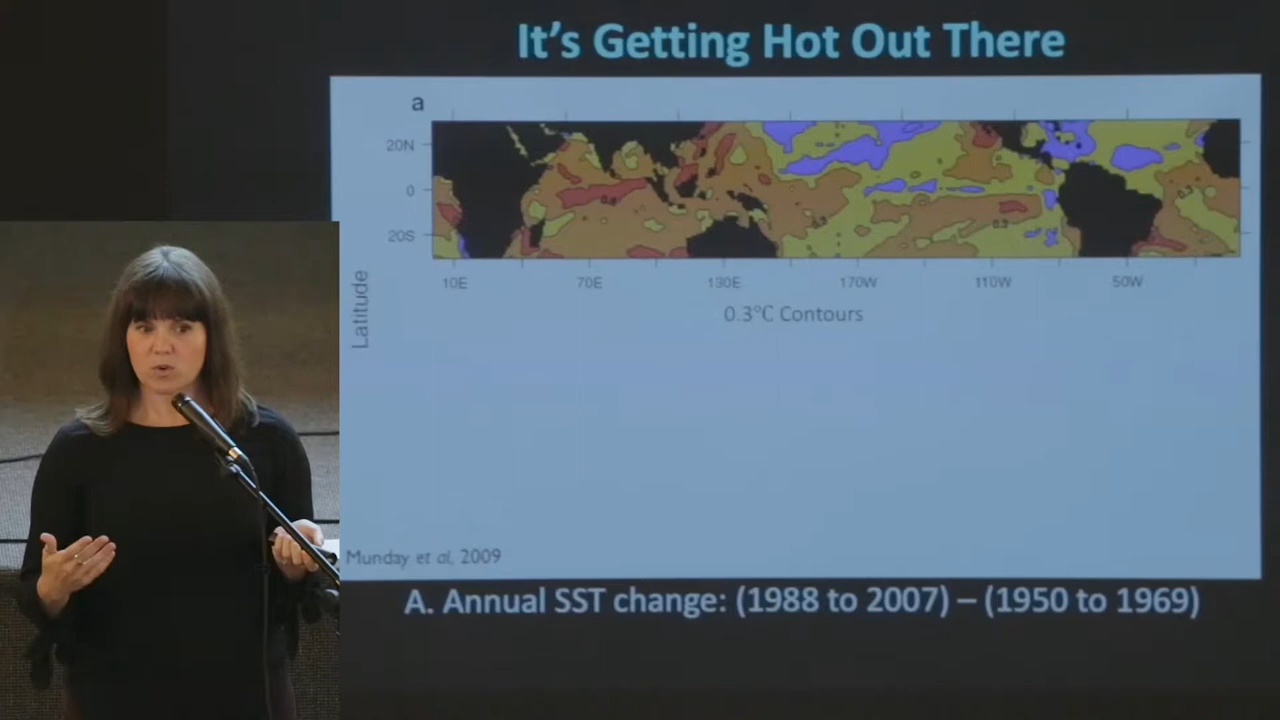 It's Getting Hot Out There
a
20N
0
20S
Latitude
10E 70E 130E 170W 110W 50W
0.3°C Contours
Munday et al, 2009
A. Annual SST change: (1988 to 2007) – (1950 to 1969)